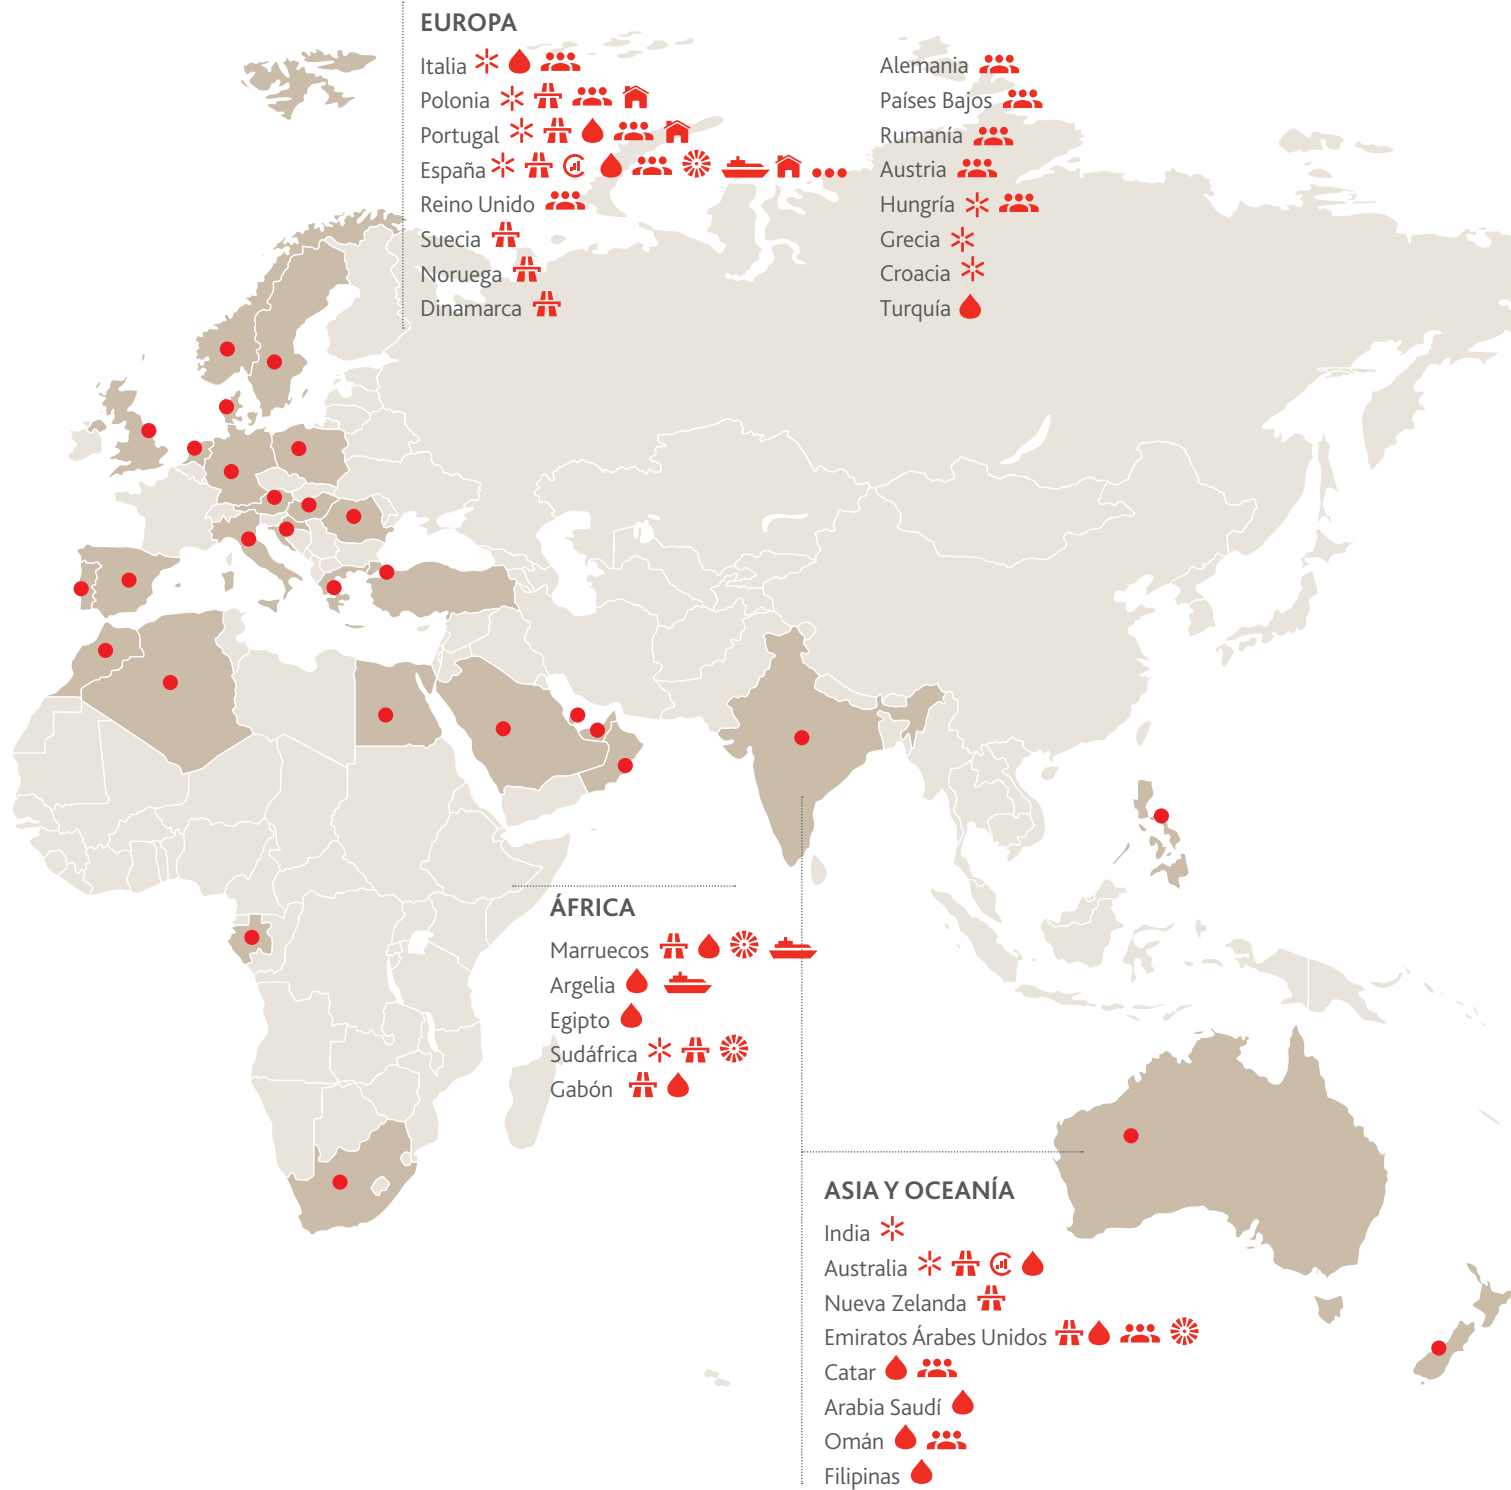 EUROPA
Italia
Polonia
Portugal
España
Reino Unido
Suecia
Noruega
Dinamarca
Alemania
Países Bajos
Rumanía
Austria
Hungría
Grecia
Croacia
Turquía
ÁFRICA
Marruecos
Argelia
Egipto
Sudáfrica
Gabón
ASIA Y OCEANÍA
India
Australia
Nueva Zelanda
Emiratos Árabes Unidos
Catar
Arabia Saudí
Omán
Filipinas